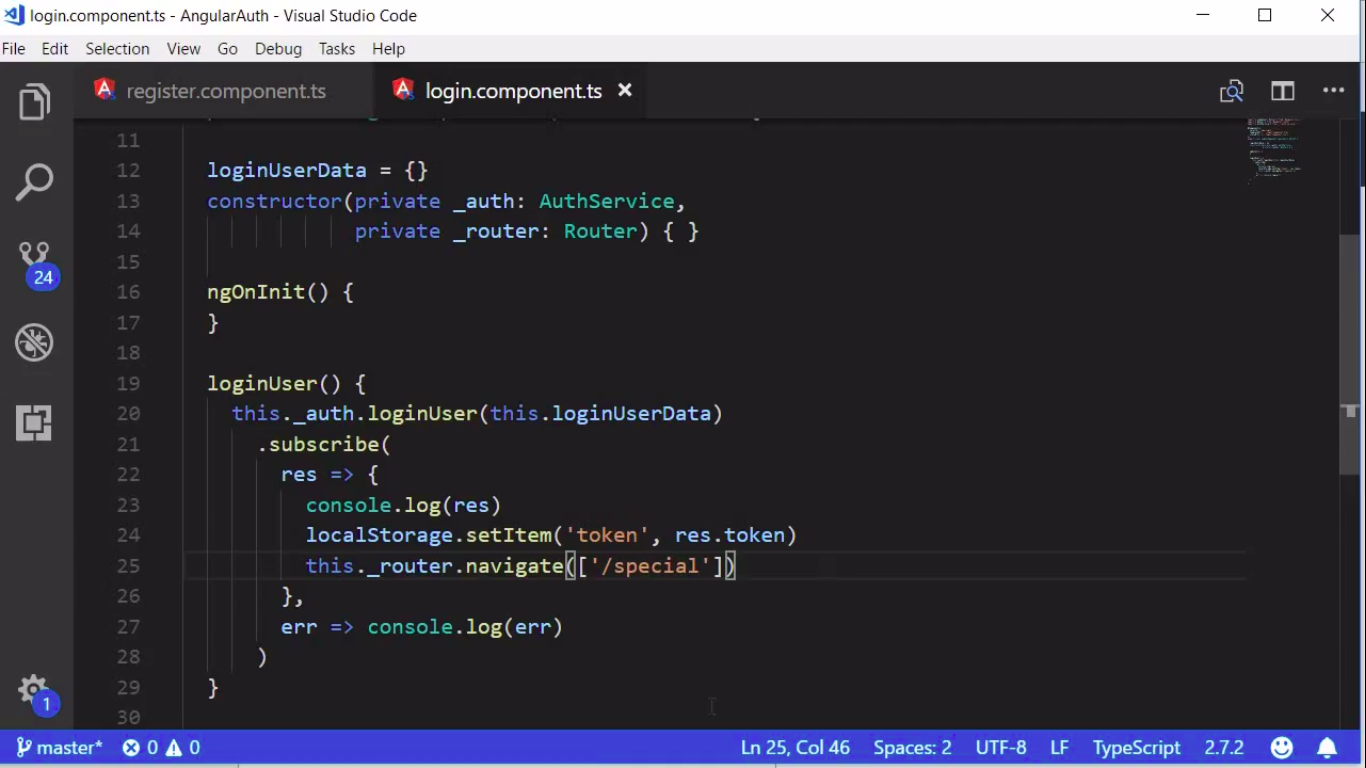 login.component.ts - AngularAuth - Visual Studio Code
File Edit Selection View Go Debug Tasks Help
register.component.ts login.component.ts
11
12 loginUserData = {}
13 constructor(private _auth: AuthService,
14 private _router: Router) { }
15
16 ngOnInit() {
17 }
18
19 loginUser() {
20 this._auth.loginUser(this.loginUserData)
21 .subscribe(
22 res => {
23 console.log(res)
24 localStorage.setItem('token', res.token)
25 this._router.navigate(['/special'])
26 },
27 err => console.log(err)
28 )
29 }
30
24
1
master* 0 0 Ln 25, Col 46 Spaces: 2 UTF-8 LF TypeScript 2.7.2